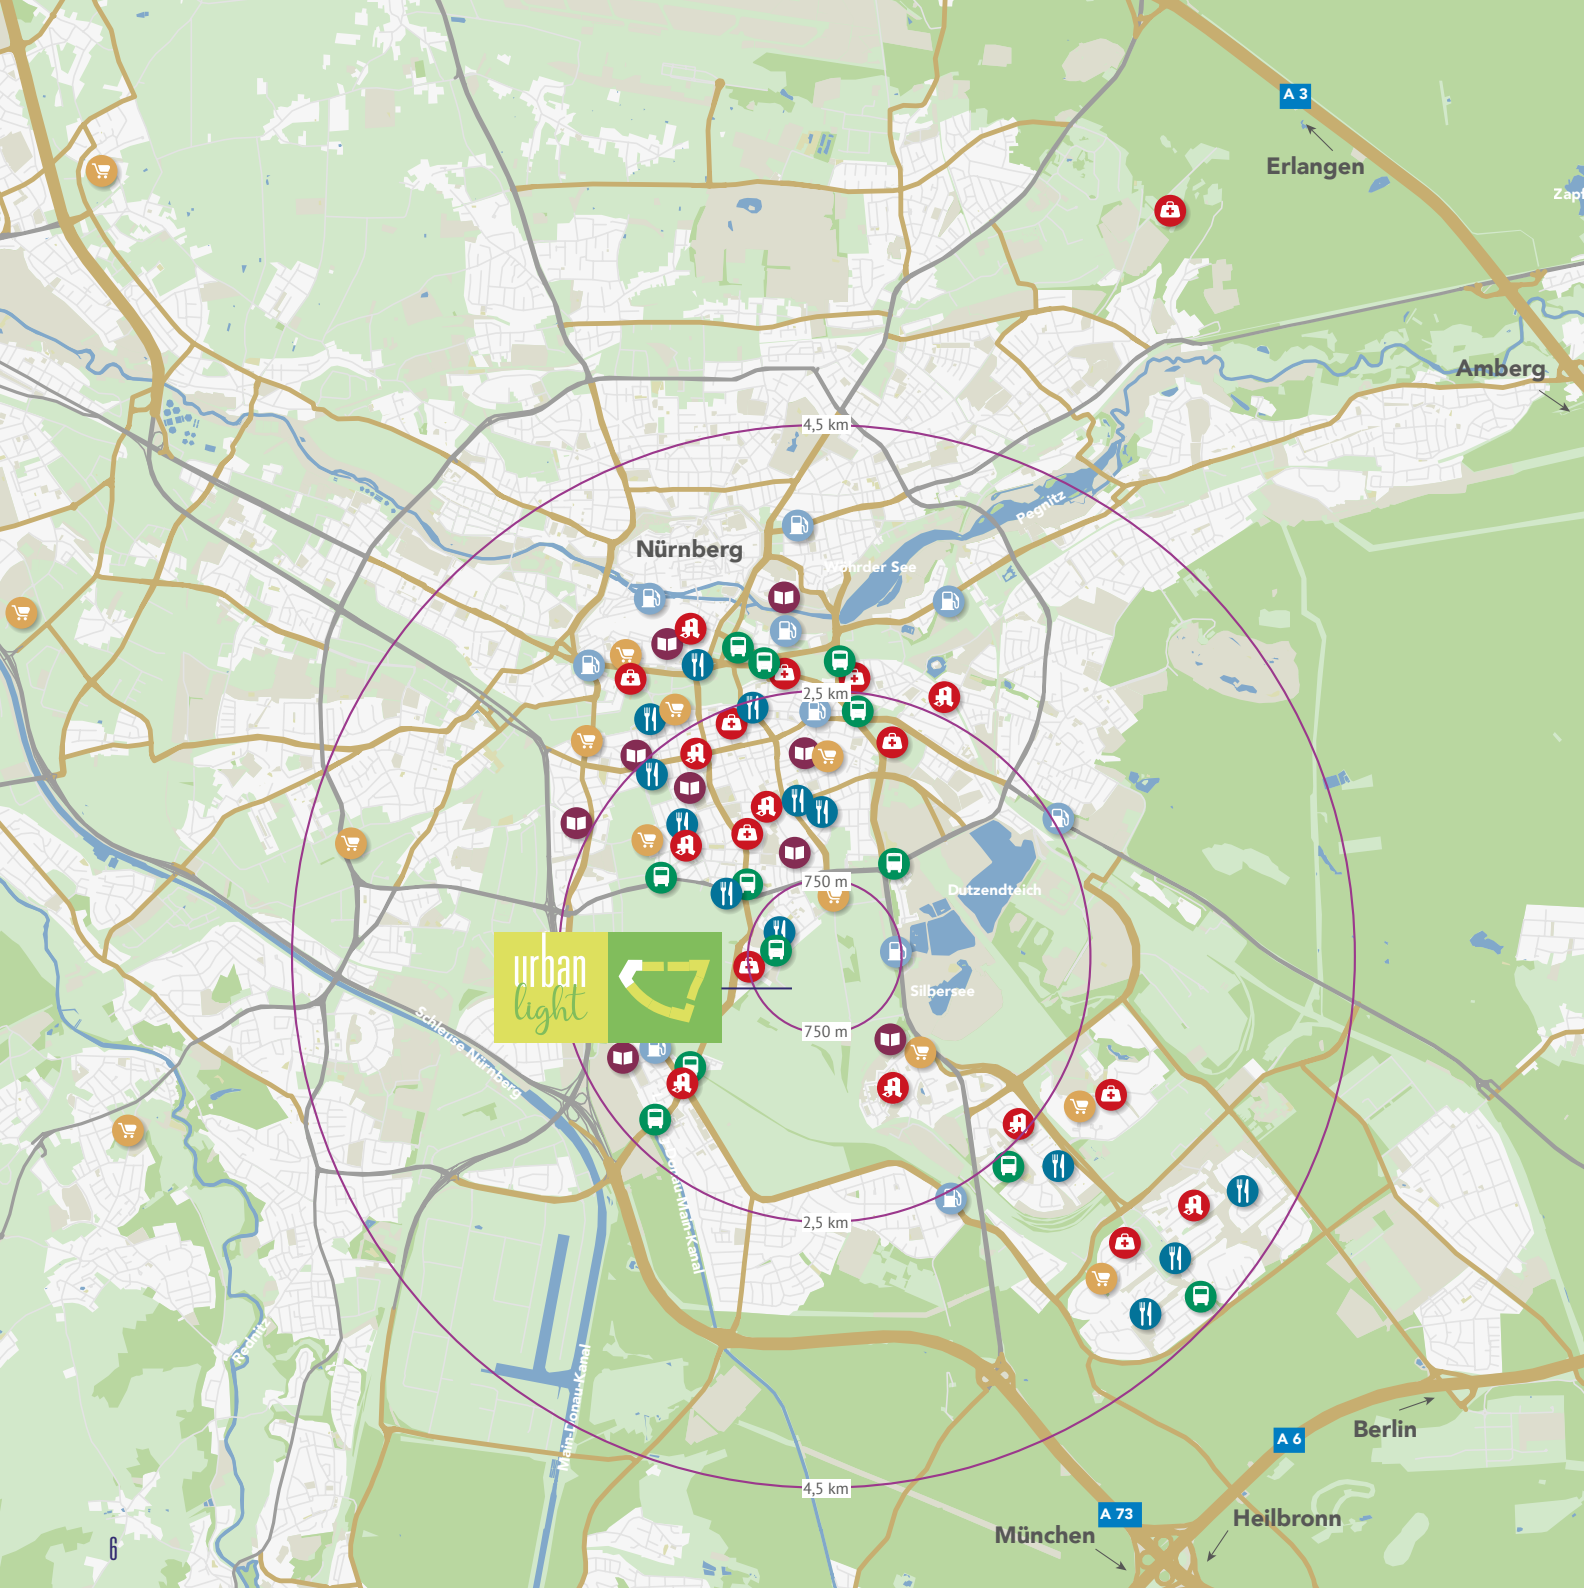 A 3
Erlangen
Zapf
Amberg
4,5 km
Pegnitz
Nürnberg
Wöhrder See
2,5 km
750 m
Dutzendteich
urban
light
Silbersee
Schleuse Nürnberg
750 m
Donau-Main-Kanal
2,5 km
Rednitz
Main-Donau-Kanal
Berlin
A 6
4,5 km
A 73
München
Heilbronn
6